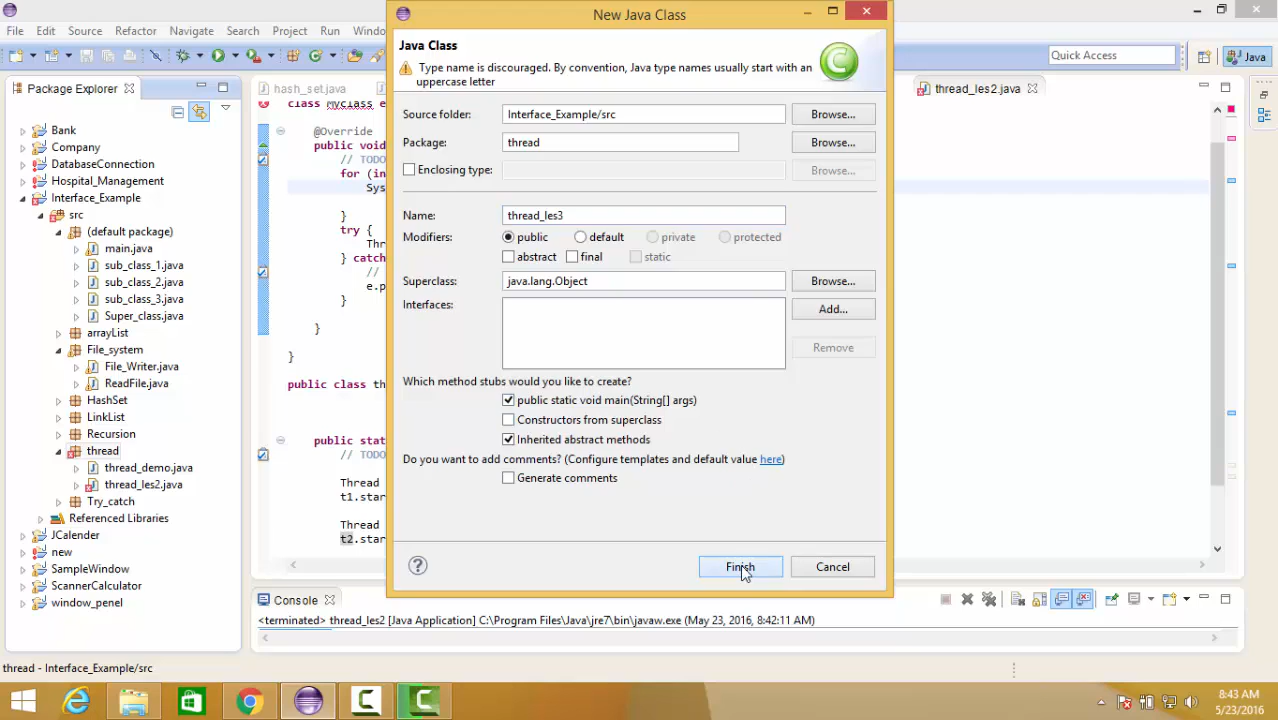 New Java Class
File Edit Source Refactor Navigate Search Project Run Windo
Quick Access
Java
Package Explorer
Bank
Company
DatabaseConnection
Hospital_Management
Interface_Example
src
(default package)
main.java
sub_class_1.java
sub_class_2.java
sub_class_3.java
Super_class.java
arrayList
File_system
File_Writer.java
ReadFile.java
HashSet
LinkList
Recursion
thread
thread_demo.java
thread_les2.java
Try_catch
Referenced Libraries
JCalender
new
SampleWindow
ScannerCalculator
window_penel
hash_set.java
thread_les2.java
class myclass e
@Override
public void
// TODO
for (in
Sys
}
try {
Thr
} catch
//
e.p
}
}
}
public class th
public stat
// TODO
Thread
t1.star
Thread
t2.star
Java Class
Type name is discouraged. By convention, Java type names usually start with an
uppercase letter
Source folder: Interface_Example/src Browse...
Package: thread Browse...
Enclosing type: Browse...
Name: thread_les3
Modifiers: public default private protected
abstract final static
Superclass: java.lang.Object Browse...
Interfaces: Add...
Remove
Which method stubs would you like to create?
public static void main(String[] args)
Constructors from superclass
Inherited abstract methods
Do you want to add comments? (Configure templates and default value here)
Generate comments
Finish Cancel
Console
<terminated> thread_les2 [Java Application] C:\Program Files\Java\jre7\bin\javaw.exe (May 23, 2016, 8:42:11 AM)
thread - Interface_Example/src
8:43 AM
5/23/2016